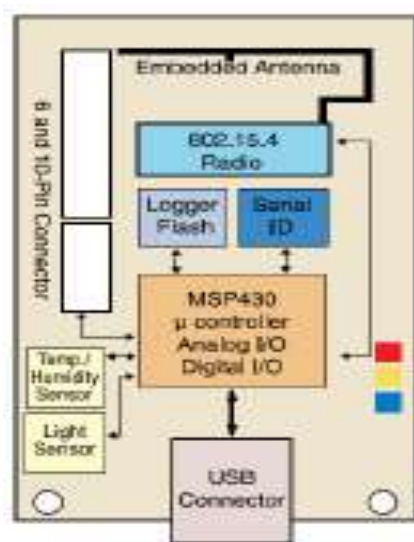 Embedded Antenna
6 and 10-Pin Connector
802.15.4
Radio
Logger
Flash
Serial
ID
MSP430
µ controller
Analog I/O
Digital I/O
Temp./
Humidity
Sensor
Light
Sensor
USB
Connector